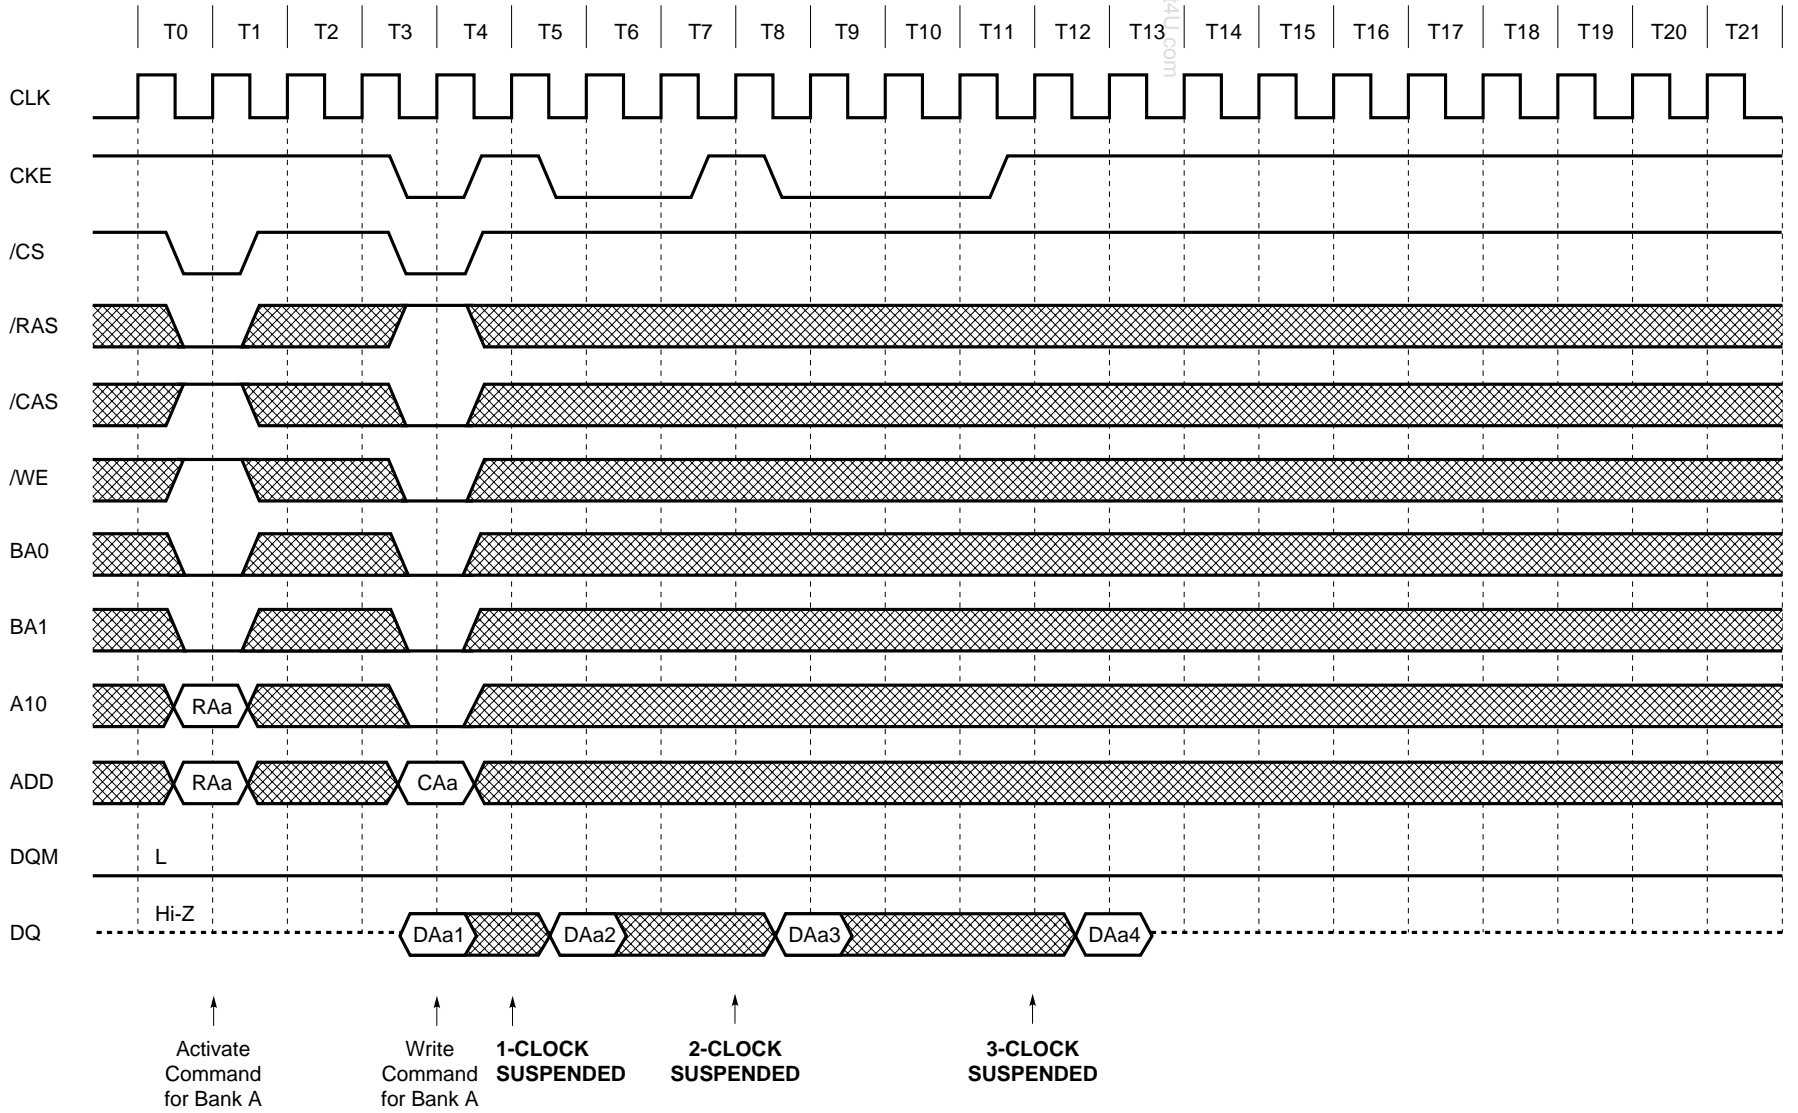 T0 T1 T2 T3 T4 T5 T6 T7 T8 T9 T10 T11 T12 T13 T14 T15 T16 T17 T18 T19 T20 T21
t4U.com
CLK
CKE
/CS
/RAS
/CAS
/WE
BA0
BA1
A10 RAa
ADD RAa CAa
DQM L
Hi-Z
DQ DAa1 DAa2 DAa3 DAa4
Activate
Command
for Bank A
Write
Command
for Bank A
1-CLOCK
SUSPENDED
2-CLOCK
SUSPENDED
3-CLOCK
SUSPENDED